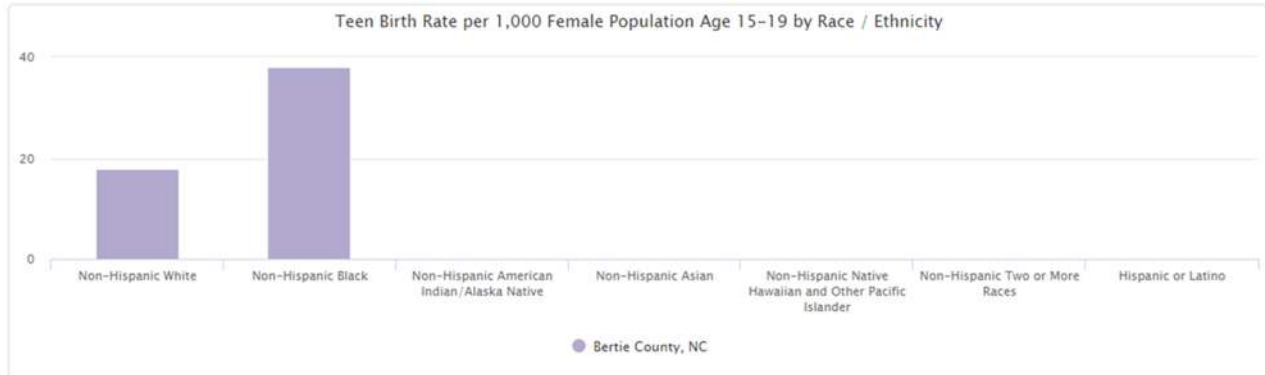 Teen Birth Rate per 1,000 Female Population Age 15-19 by Race / Ethnicity
40
20
0
Non-Hispanic White
Non-Hispanic Black
Non-Hispanic American
Indian/Alaska Native
Non-Hispanic Asian
Non-Hispanic Native
Hawaiian and Other Pacific
Islander
Non-Hispanic Two or More
Races
Hispanic or Latino
Bertie County, NC